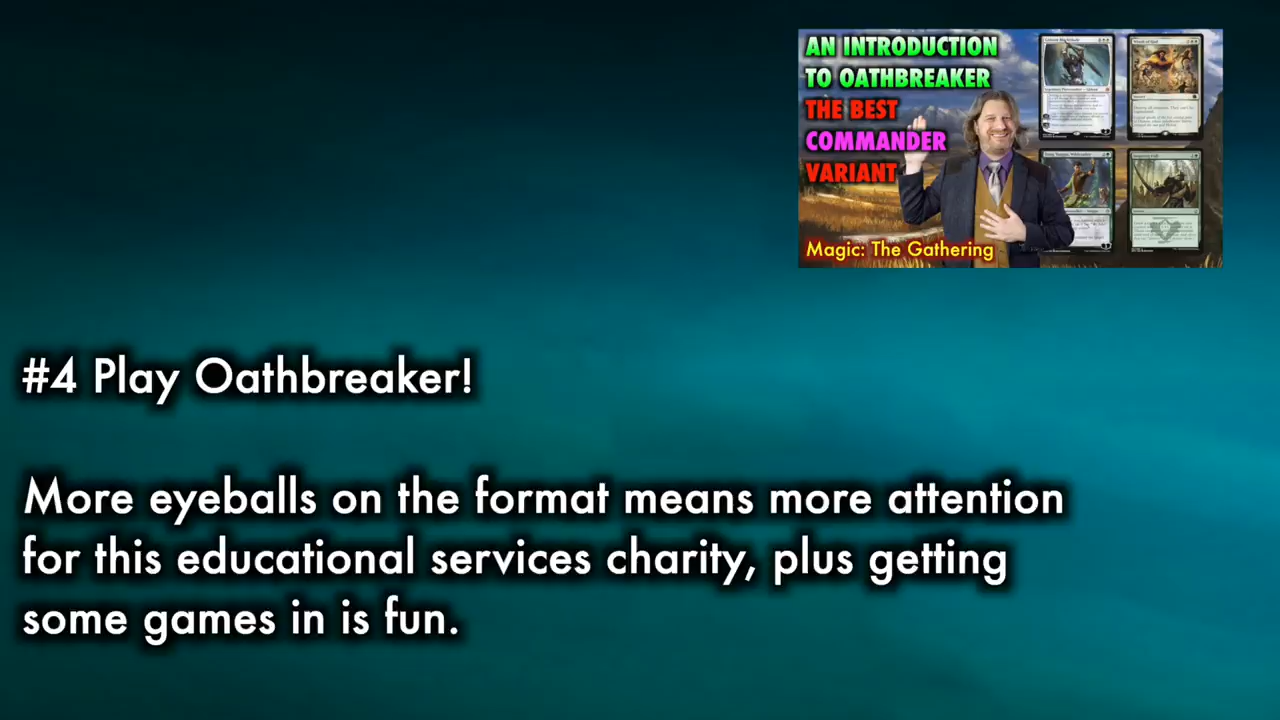 AN INTRODUCTION
TO OATHBREAKER
THE BEST
COMMANDER
VARIANT
Magic: The Gathering
#4 Play Oathbreaker!
More eyeballs on the format means more attention
for this educational services charity, plus getting
some games in is fun.